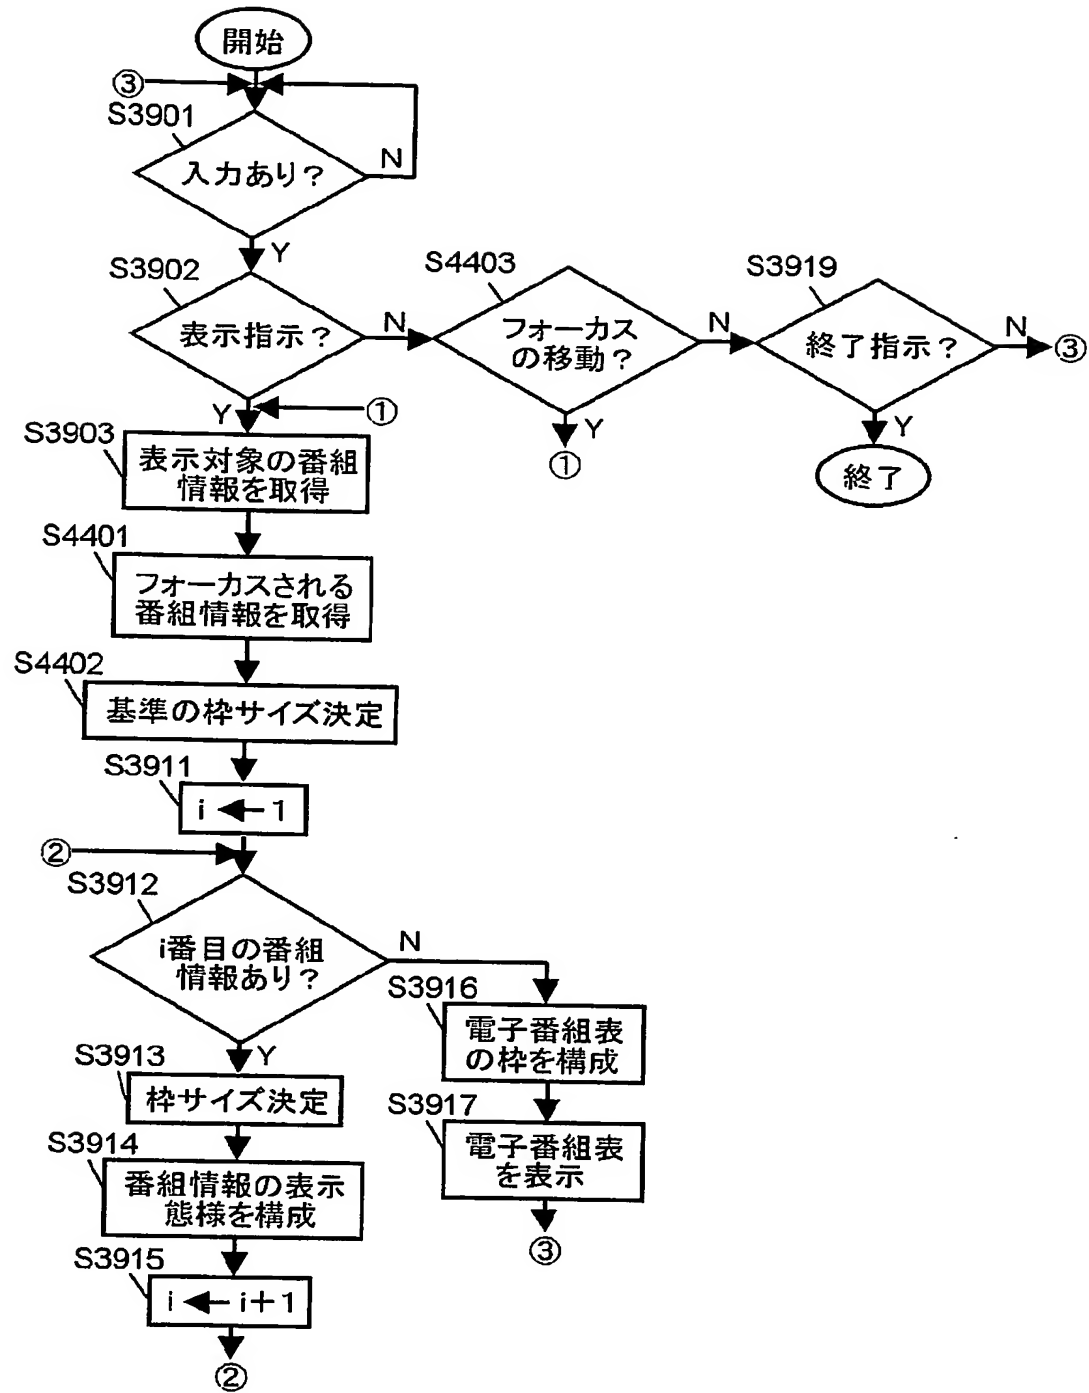 開始
③
S3901
入力あり?
N
Y
S3902
表示指示?
N
S4403
フォーカス
の移動?
N
S3919
終了指示?
N
③
Y
①
Y
①
Y
終了
S3903
表示対象の番組
情報を取得
S4401
フォーカスされる
番組情報を取得
S4402
基準の枠サイズ決定
S3911
i ← 1
②
S3912
i番目の番組
情報あり?
N
Y
S3916
電子番組表
の枠を構成
S3913
枠サイズ決定
S3917
電子番組表
を表示
③
S3914
番組情報の表示
態様を構成
S3915
i ← i+1
②